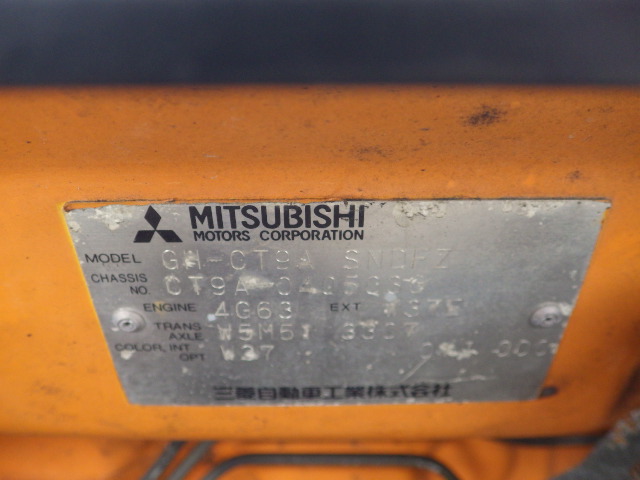 MITSUBISHI
MOTORS CORPORATION
MODEL GH-CT9A SNDFZ
CHASSIS NO. 
ENGINE 4G63 EXT
TRANS AXLE W5M51
COLOR, INT OPT W37
三菱自動車工業株式会社